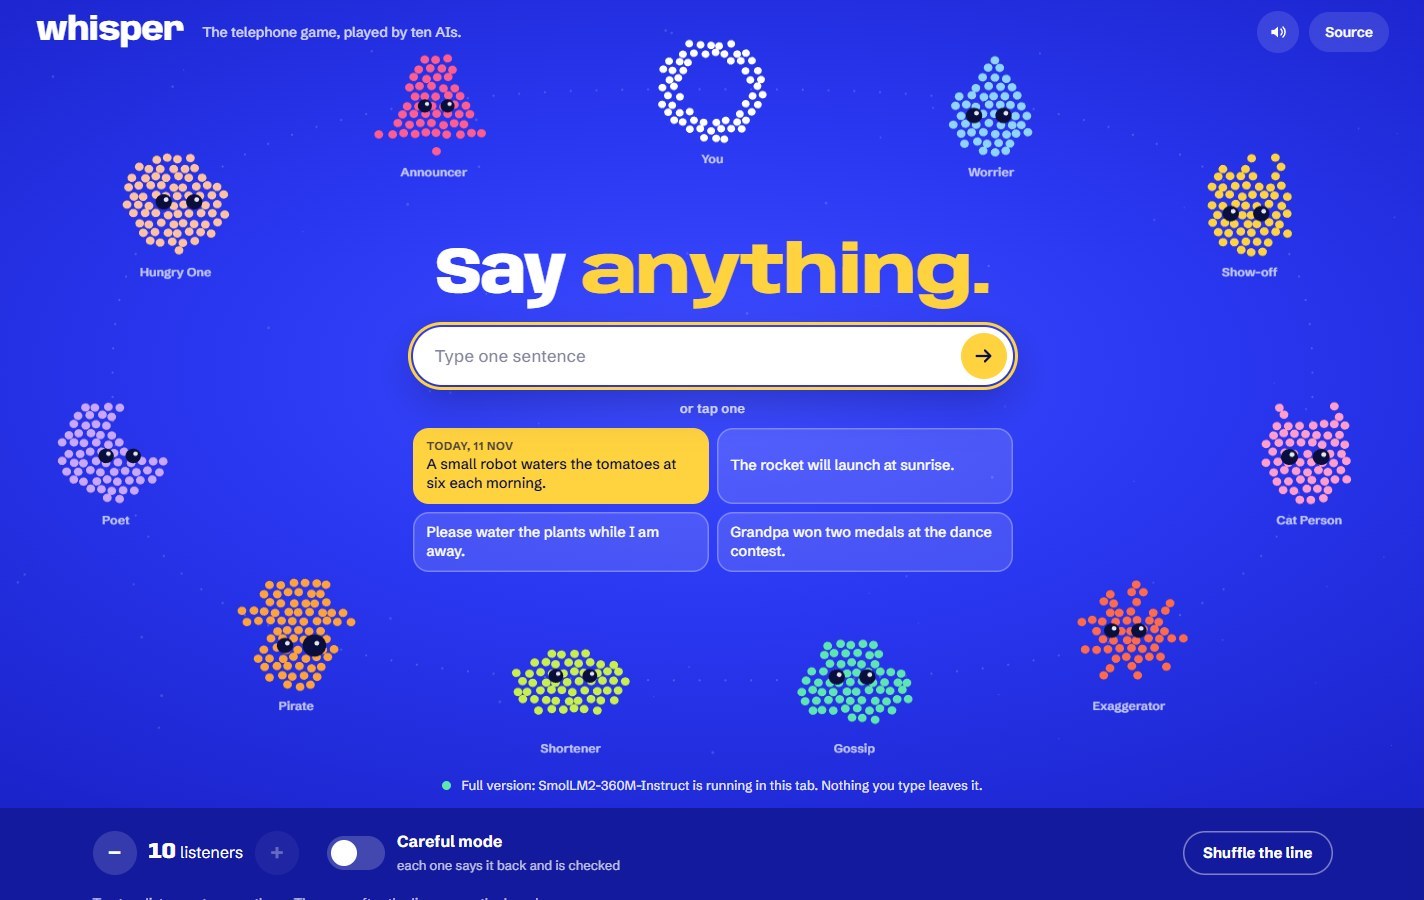 whisper
The telephone game, played by ten AIs.
Source
Announcer
You
Worrier
Hungry One
Show-off
Say anything.
Type one sentence
or tap one
TODAY, 11 NOV
A small robot waters the tomatoes at
six each morning.
The rocket will launch at sunrise.
Please water the plants while I am
away.
Grandpa won two medals at the dance
contest.
Poet
Cat Person
Pirate
Exaggerator
Shortener
Gossip
Full version: SmolLM2-360M-Instruct is running in this tab. Nothing you type leaves it.
− 10 listeners +
Careful mode
each one says it back and is checked
Shuffle the line